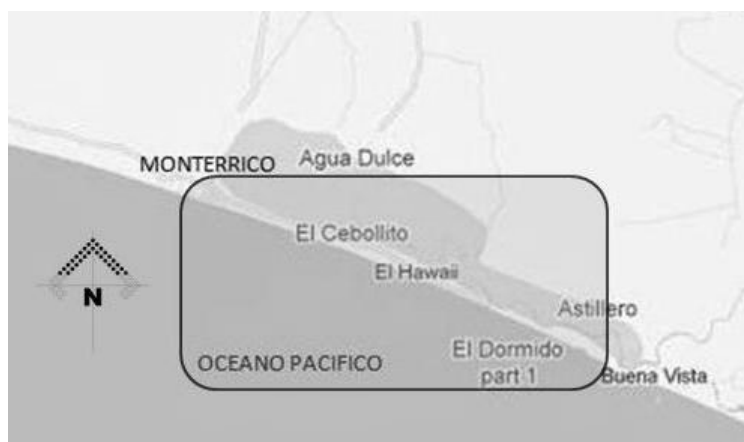 MONTERRICO
Agua Dulce
El Cebollito
El Hawaii
Astillero
N
El Dormido
part 1
OCEANO PACIFICO
Buena Vista